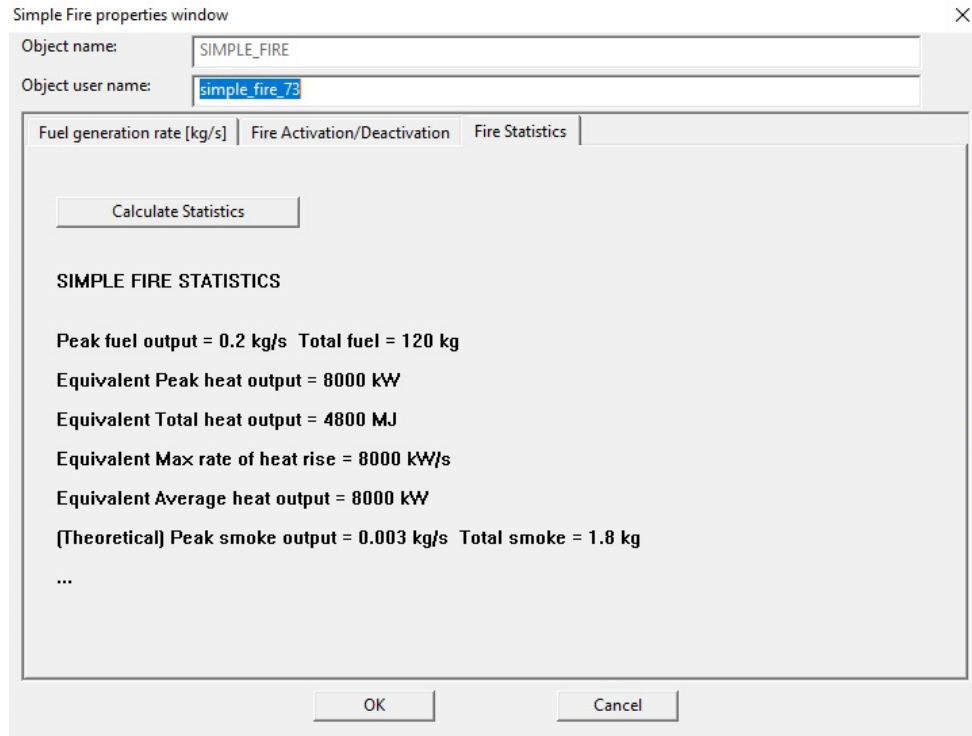 Simple Fire properties window
Object name: SIMPLE_FIRE
Object user name: simple_fire_73
Fuel generation rate [kg/s] Fire Activation/Deactivation Fire Statistics
Calculate Statistics
SIMPLE FIRE STATISTICS
Peak fuel output = 0.2 kg/s Total fuel = 120 kg
Equivalent Peak heat output = 8000 kW
Equivalent Total heat output = 4800 MJ
Equivalent Max rate of heat rise = 8000 kW/s
Equivalent Average heat output = 8000 kW
(Theoretical) Peak smoke output = 0.003 kg/s Total smoke = 1.8 kg
...
OK Cancel